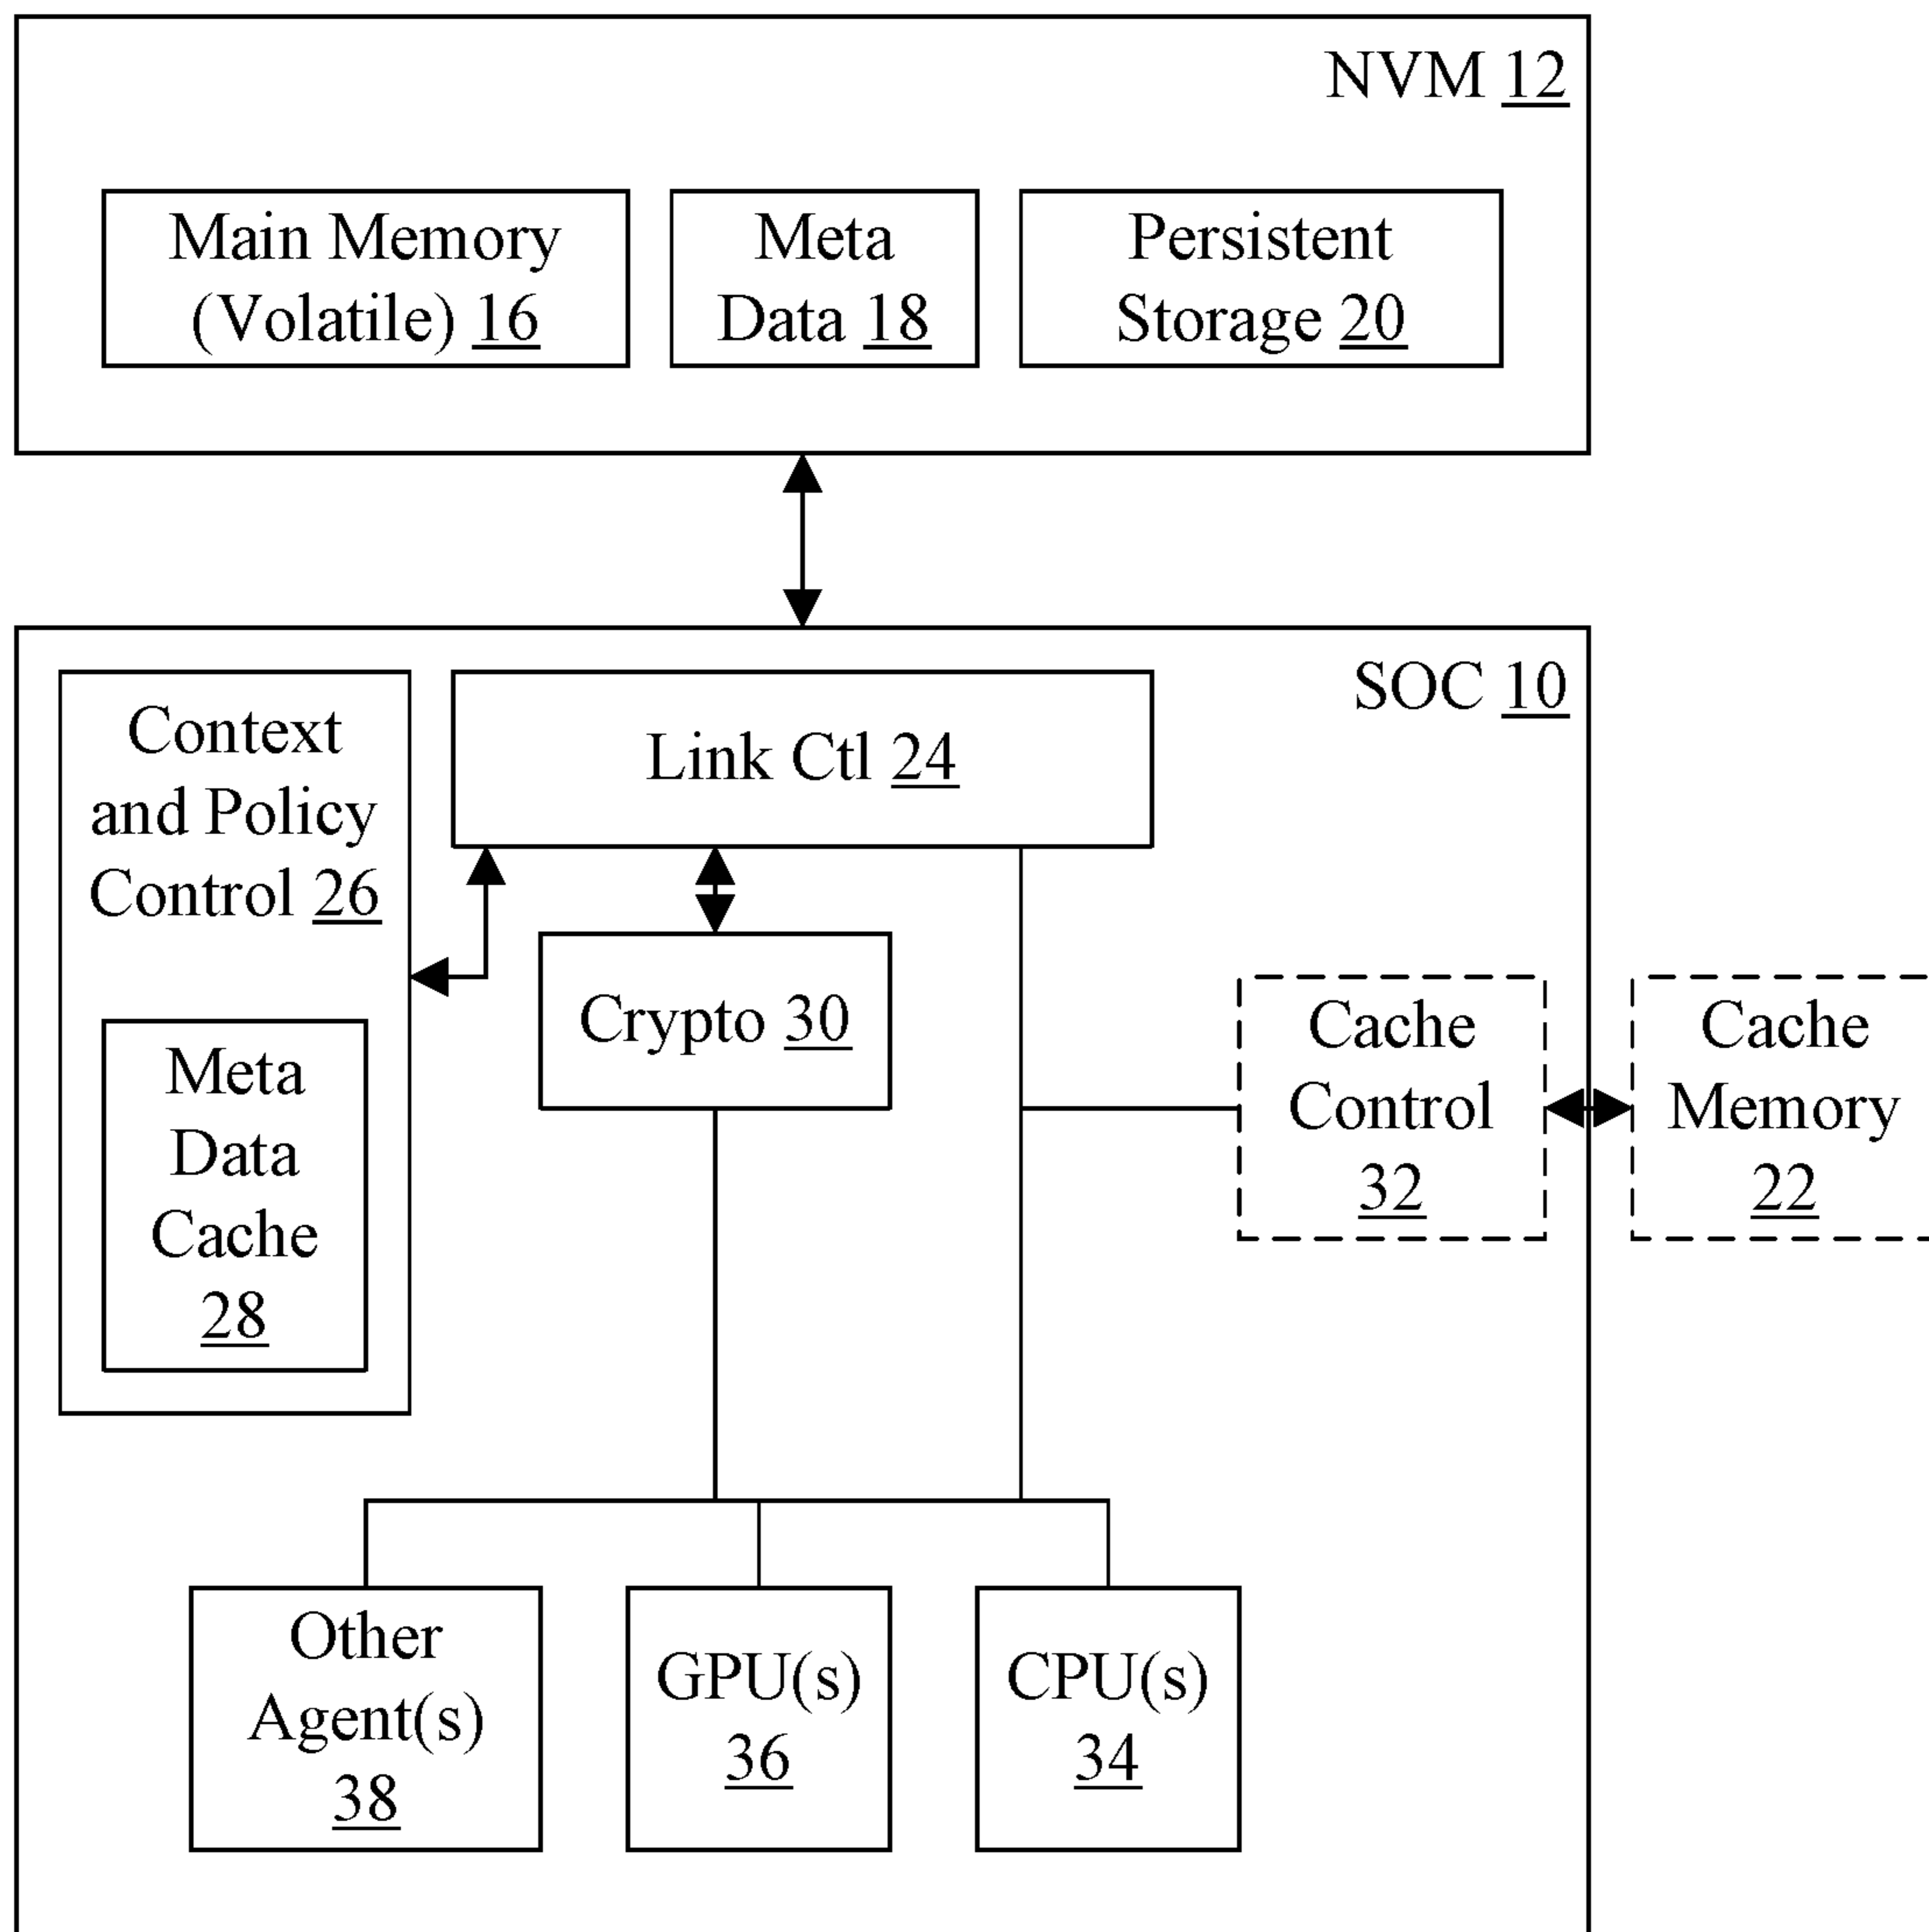 NVM 12
Main Memory
(Volatile) 16
Meta
Data 18
Persistent
Storage 20
SOC 10
Context
and Policy
Control 26
Link Ctl 24
Meta
Data
Cache
28
Crypto 30
Cache
Control
32
Cache
Memory
22
Other
Agent(s)
38
GPU(s)
36
CPU(s)
34